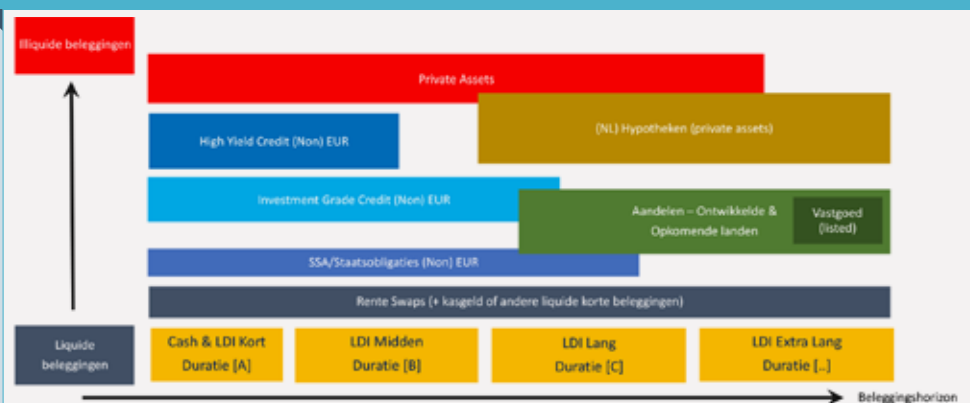 Illiquide beleggingen
Private Assets
(NL) Hypotheken (private assets)
High Yield Credit (Non) EUR
Investment Grade Credit (Non) EUR
Aandelen – Ontwikkelde &
Opkomende landen
Vastgoed
(listed)
SSA/Staatsobligaties (Non) EUR
Rente Swaps (+ kasgeld of andere liquide korte beleggingen)
Liquide
beleggingen
Cash & LDI Kort
Duratie [A]
LDI Midden
Duratie [B]
LDI Lang
Duratie [C]
LDI Extra Lang
Duratie [..]
Beleggingshorizon